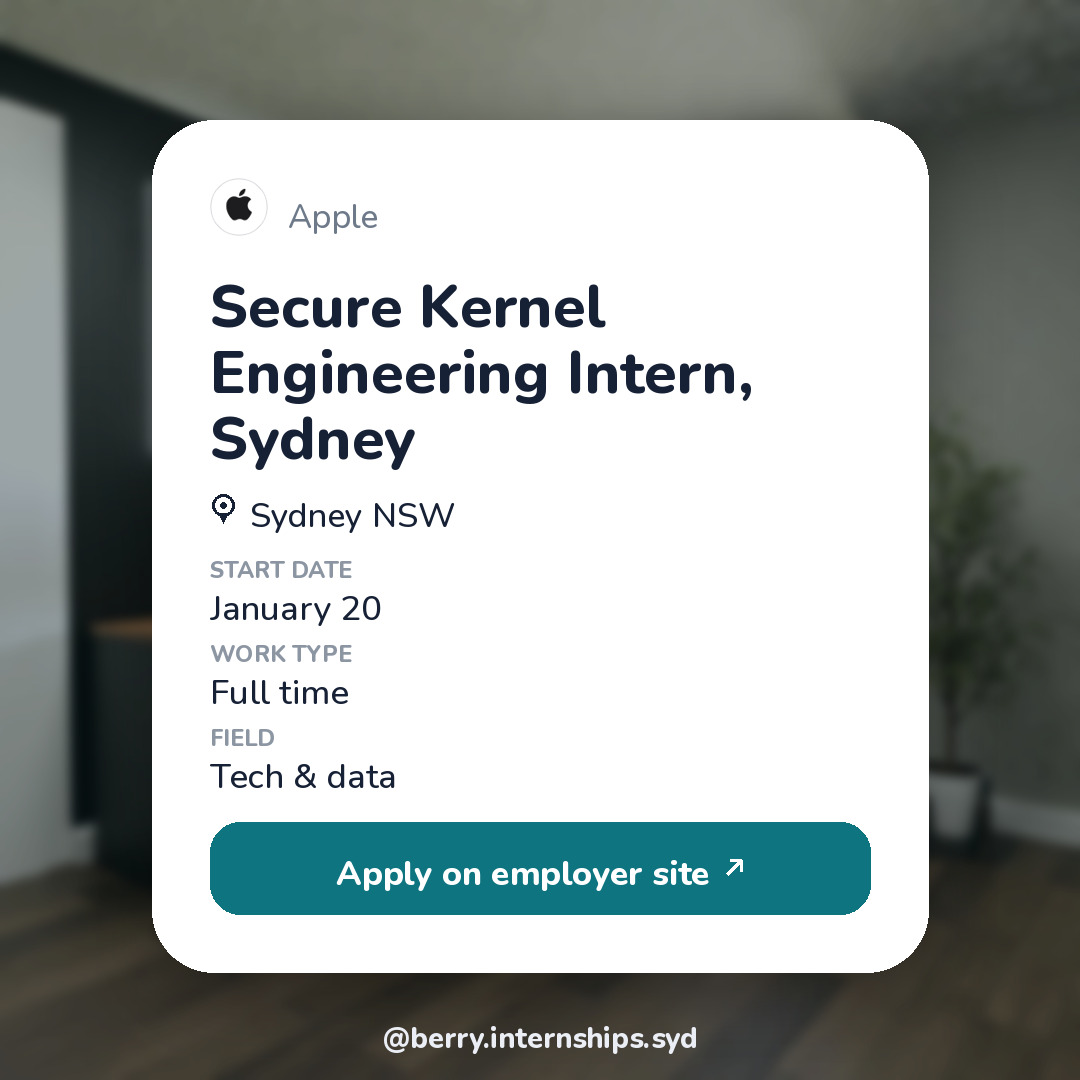 Apple
Secure Kernel
Engineering Intern,
Sydney
Sydney NSW
START DATE
January 20
WORK TYPE
Full time
FIELD
Tech & data
Apply on employer site ↗
@berry.internships.syd